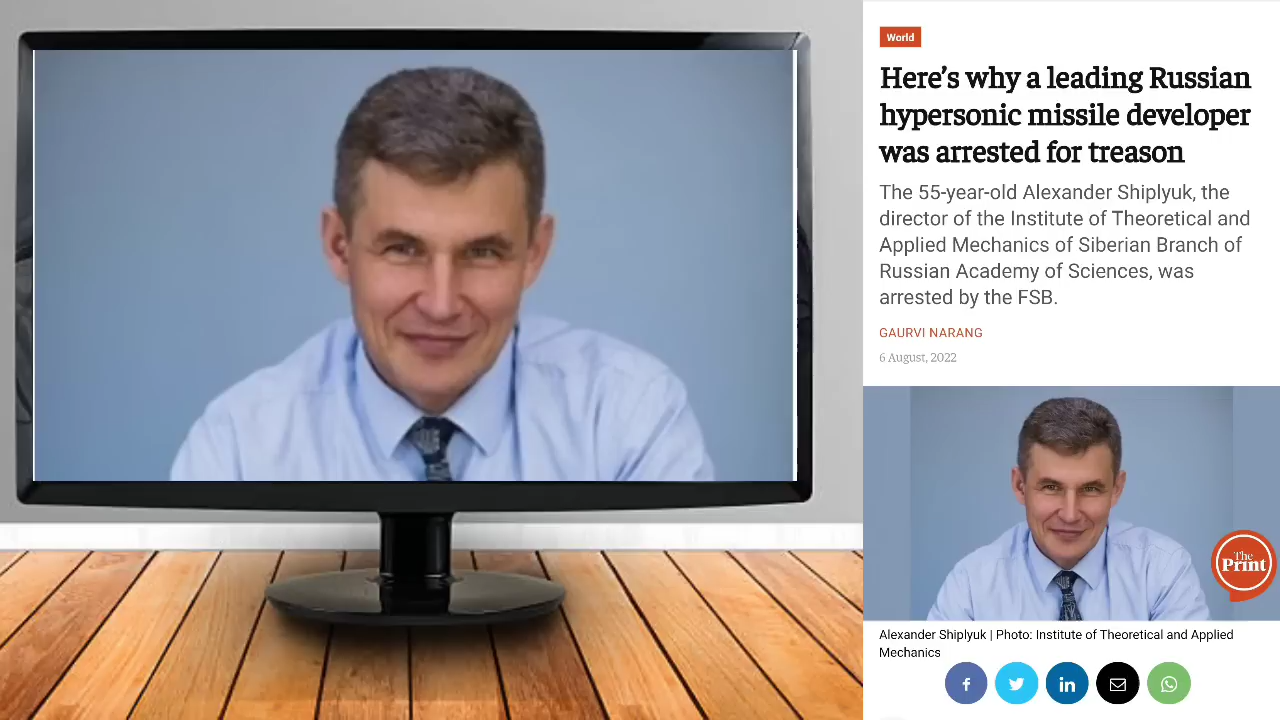 World
Here's why a leading Russian
hypersonic missile developer
was arrested for treason
The 55-year-old Alexander Shiplyuk, the
director of the Institute of Theoretical and
Applied Mechanics of Siberian Branch of
Russian Academy of Sciences, was
arrested by the FSB.
GAURVI NARANG
6 August, 2022
The
Print
Alexander Shiplyuk | Photo: Institute of Theoretical and Applied
Mechanics